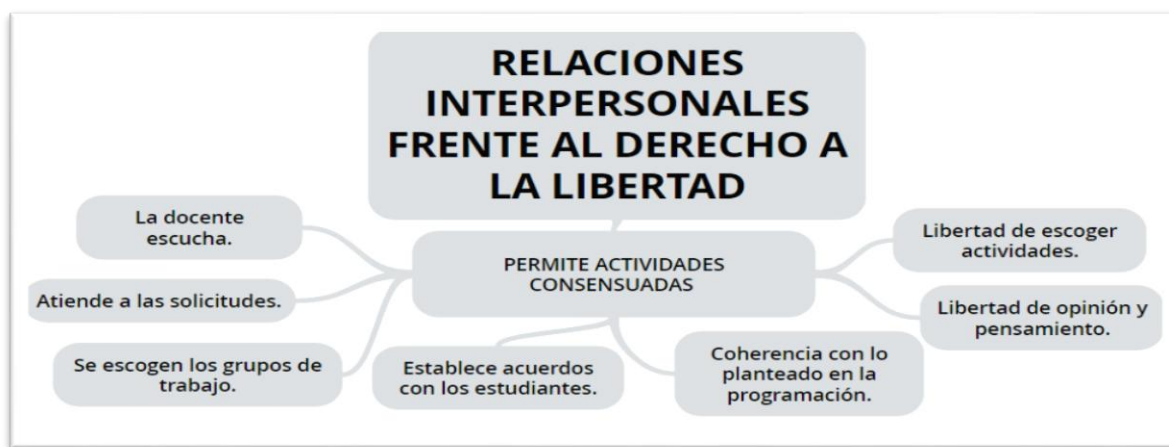 RELACIONES
INTERPERSONALES
FRENTE AL DERECHO A
LA LIBERTAD
PERMITE ACTIVIDADES
CONSENSUADAS
La docente
escucha.
Atiende a las solicitudes.
Se escogen los grupos de
trabajo.
Establece acuerdos
con los estudiantes.
Coherencia con lo
planteado en la
programación.
Libertad de escoger
actividades.
Libertad de opinión y
pensamiento.